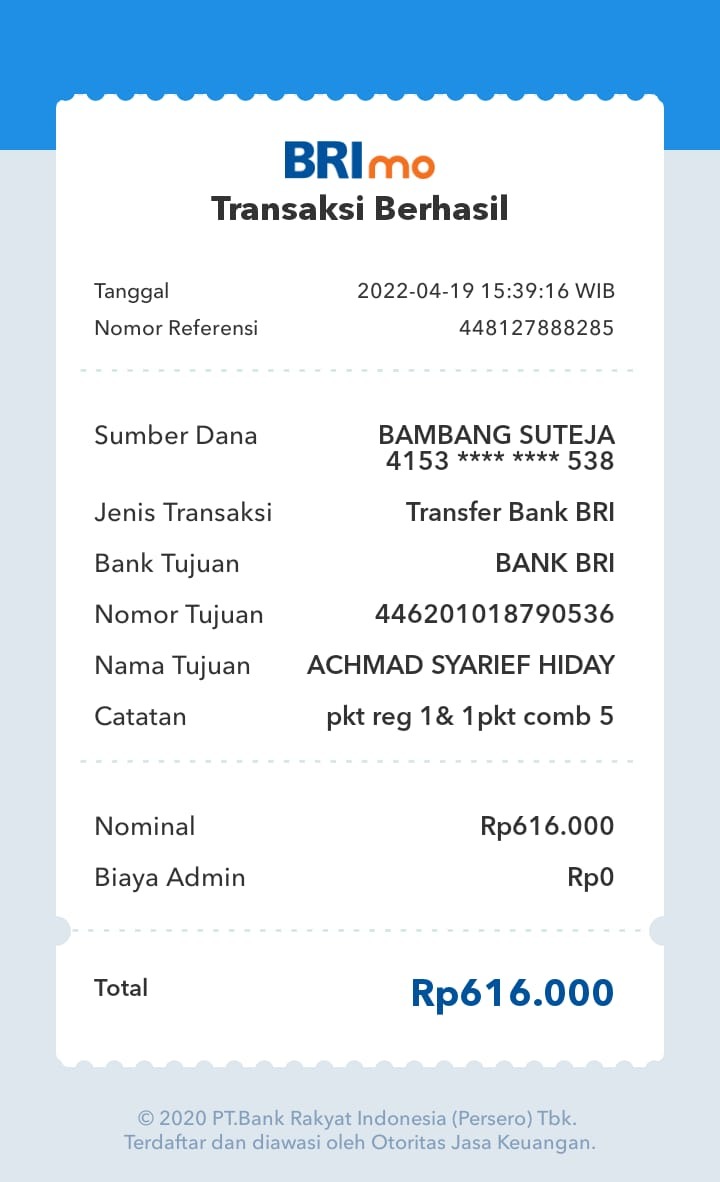 BRImo
Transaksi Berhasil
Tanggal 2022-04-19 15:39:16 WIB
Nomor Referensi 448127888285
Sumber Dana BAMBANG SUTEJA
4153 **** **** 538
Jenis Transaksi Transfer Bank BRI
Bank Tujuan BANK BRI
Nomor Tujuan 446201018790536
Nama Tujuan ACHMAD SYARIEF HIDAY
Catatan pkt reg 1& 1pkt comb 5
Nominal Rp616.000
Biaya Admin Rp0
Total Rp616.000
© 2020 PT.Bank Rakyat Indonesia (Persero) Tbk.
Terdaftar dan diawasi oleh Otoritas Jasa Keuangan.